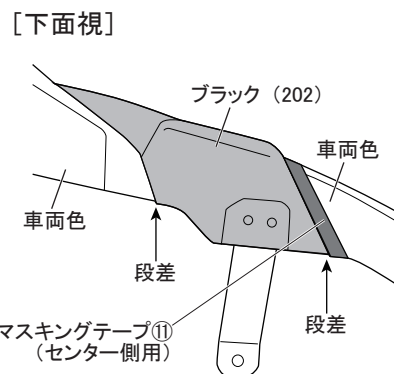 ［下面視］
ブラック（202）
車両色
車両色
段差
段差
マスキングテープ⑪
（センター側用）